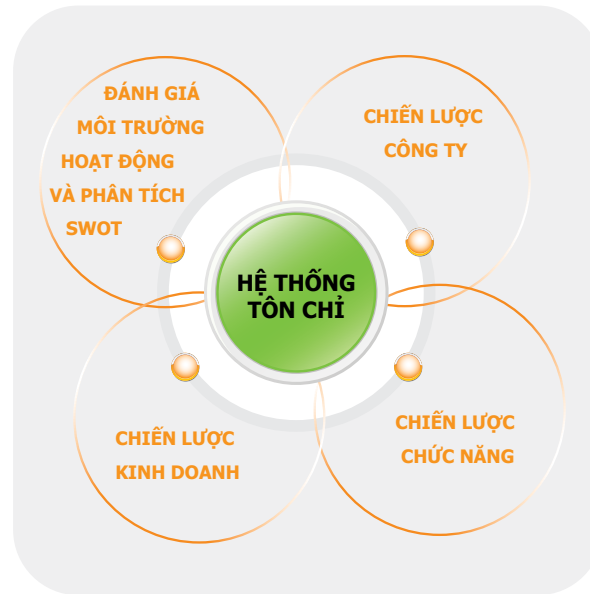 ĐÁNH GIÁ
MÔI TRƯỜNG
HOẠT ĐỘNG
VÀ PHÂN TÍCH
SWOT
CHIẾN LƯỢC
CÔNG TY
HỆ THỐNG
TÔN CHỈ
CHIẾN LƯỢC
KINH DOANH
CHIẾN LƯỢC
CHỨC NĂNG